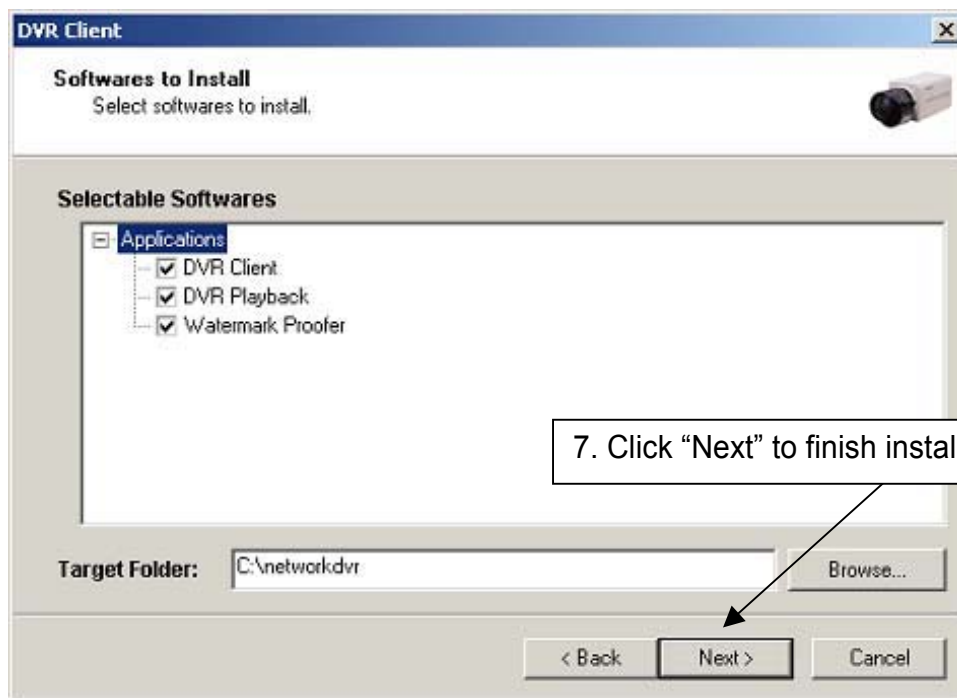 DVR Client
Softwares to Install
Select softwares to install.
Selectable Softwares
Applications
DVR Client
DVR Playback
Watermark Proofer
7. Click “Next” to finish instal
Target Folder:
C:\networkdvr
Browse...
< Back
Next >
Cancel